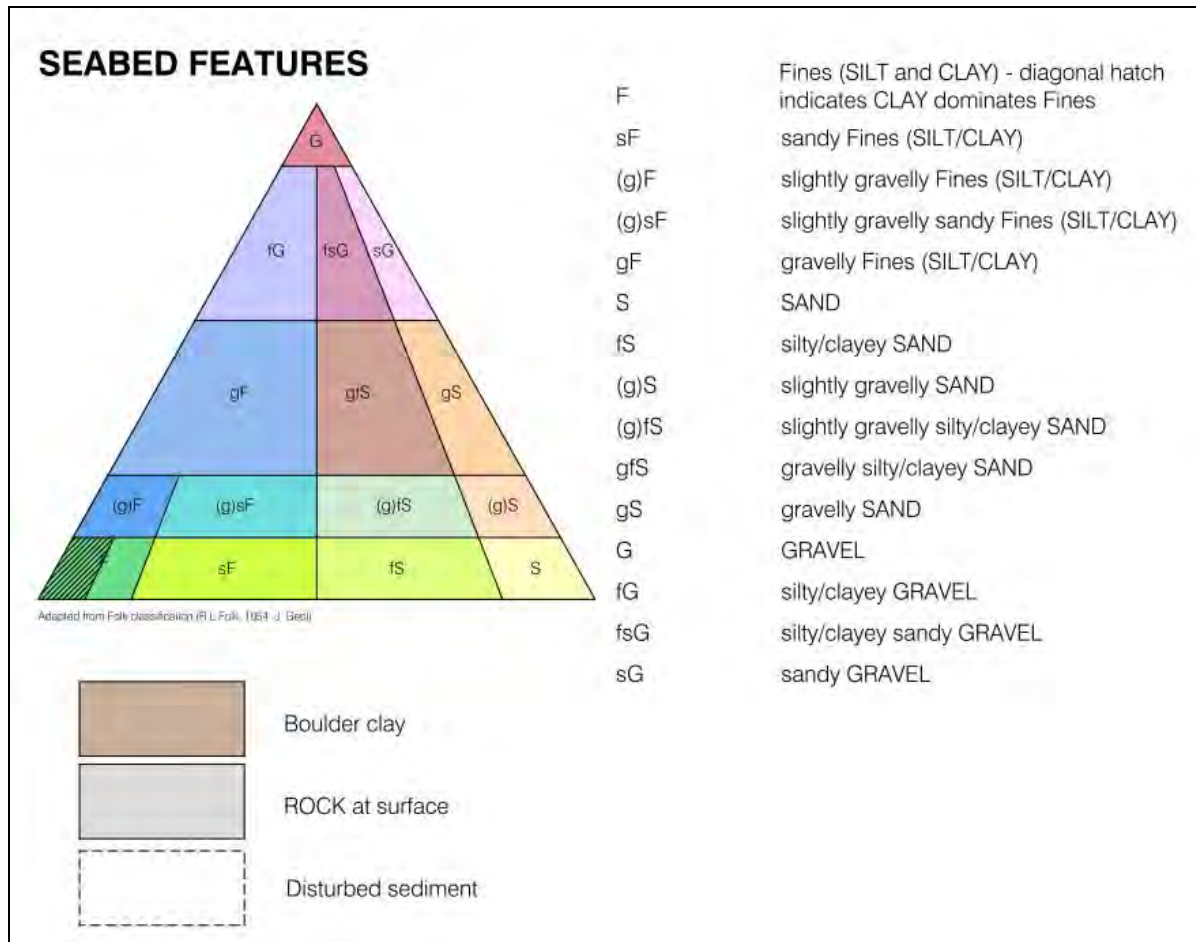 SEABED FEATURES
G
fG
fsG
sG
gF
gfS
gS
(g)F
(g)sF
(g)fS
(g)S
F
sF
fS
S
Adapted from Folk classification (R L Folk, 1954 J. Geol)
F Fines (SILT and CLAY) - diagonal hatch
indicates CLAY dominates Fines
sF sandy Fines (SILT/CLAY)
(g)F slightly gravelly Fines (SILT/CLAY)
(g)sF slightly gravelly sandy Fines (SILT/CLAY)
gF gravelly Fines (SILT/CLAY)
S SAND
fS silty/clayey SAND
(g)S slightly gravelly SAND
(g)fS slightly gravelly silty/clayey SAND
gfS gravelly silty/clayey SAND
gS gravelly SAND
G GRAVEL
fG silty/clayey GRAVEL
fsG silty/clayey sandy GRAVEL
sG sandy GRAVEL
Boulder clay
ROCK at surface
Disturbed sediment